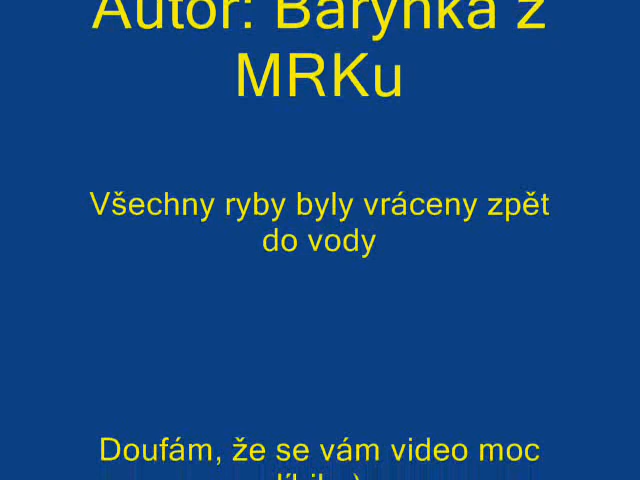 Autor: Barynka z
MRKu
Všechny ryby byly vráceny zpět
do vody
Doufám, že se vám video moc